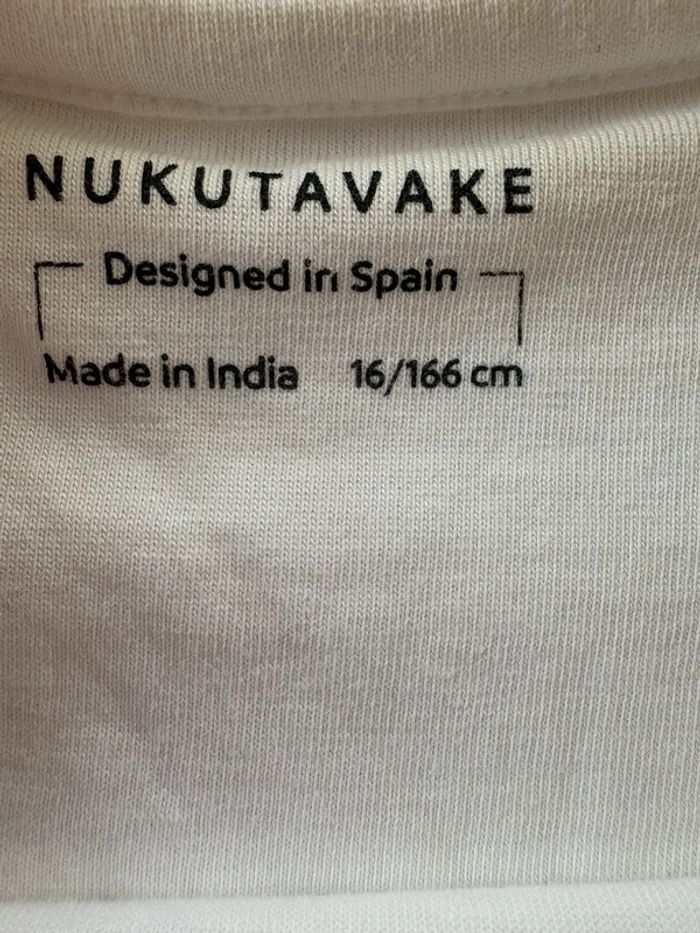 NUKUTAVAKE
Designed in Spain
Made in India 16/166 cm